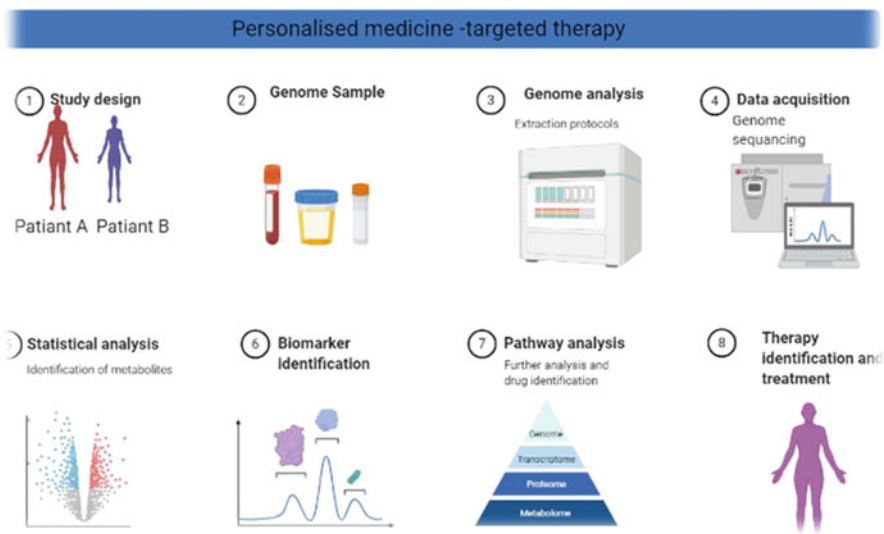 Personalised medicine -targeted therapy
1 Study design
Patiant A Patiant B
2 Genome Sample
3 Genome analysis
Extraction protocols
4 Data acquisition
Genome
sequancing
5 Statistical analysis
Identification of metabolites
6 Biomarker
identification
7 Pathway analysis
Further analysis and
drug identification
Genome
Transcriptome
Proteome
Metabolome
8 Therapy
identification and
treatment